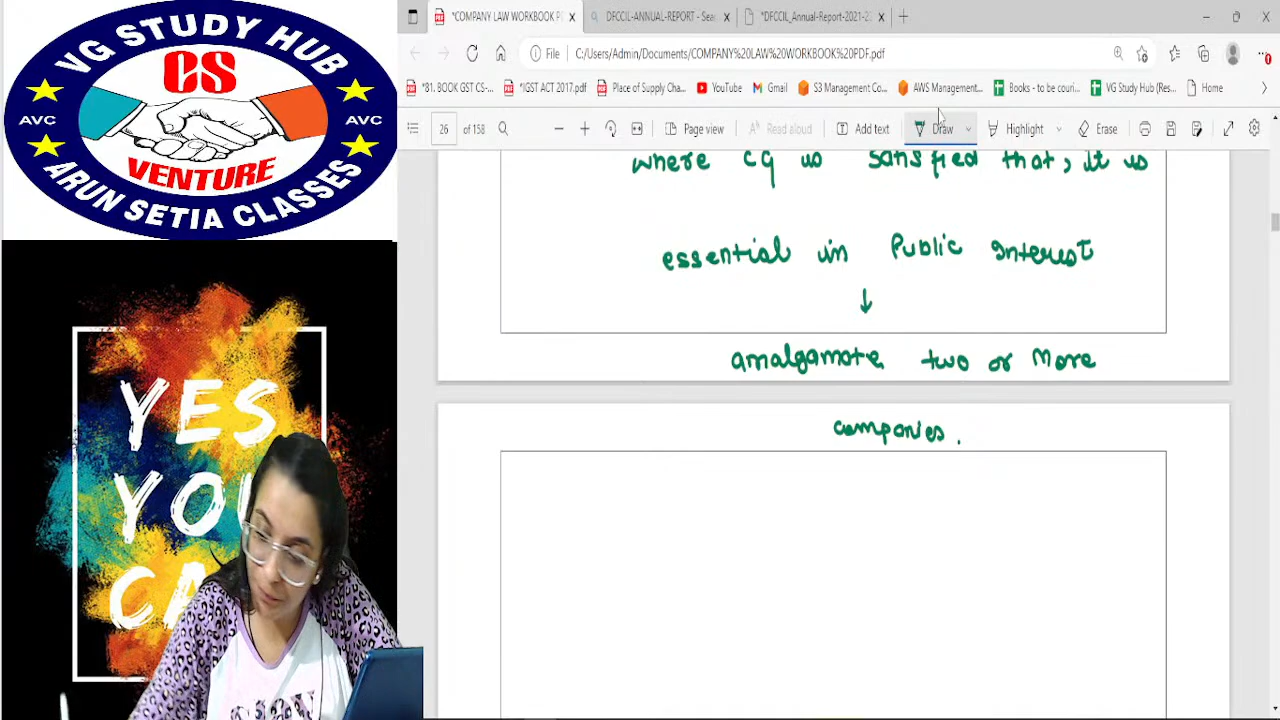 VG STUDY HUB
CS
AVC
AVC
VENTURE
ARUN SETIA CLASSES
YES
YOU
CA
*COMPANY LAW WORKBOOK
DFCCIL-ANNUAL-REPORT - Sea
*DFCCIL_Annual-Report-2021-2
File
C:/Users/Admin/Documents/COMPANY%20LAW%20WORKBOOK%20PDF.pdf
*81. BOOK GST CS-
*IGST ACT 2017.pdf
Place of Supply Cha...
YouTube
Gmail
S3 Management Co...
AWS Management...
Books - to be couri...
VG Study Hub (Res...
Home
26 of 158
Page view
Read aloud
Add text
Draw
Highlight
Erase
where CG is satisfied that, it is
essential in Public Interest
↓
amalgamate two or More
companies.